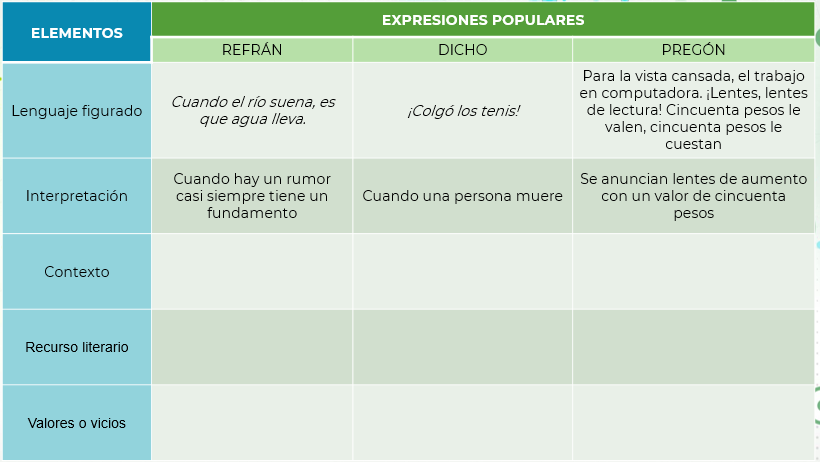 ELEMENTOS
EXPRESIONES POPULARES
REFRÁN
DICHO
PREGÓN
Lenguaje figurado
Cuando el río suena, es
que agua lleva.
¡Colgó los tenis!
Para la vista cansada, el trabajo
en computadora. ¡Lentes, lentes
de lectura! Cincuenta pesos le
valen, cincuenta pesos le
cuestan
Interpretación
Cuando hay un rumor
casi siempre tiene un
fundamento
Cuando una persona muere
Se anuncian lentes de aumento
con un valor de cincuenta
pesos
Contexto
Recurso literario
Valores o vicios